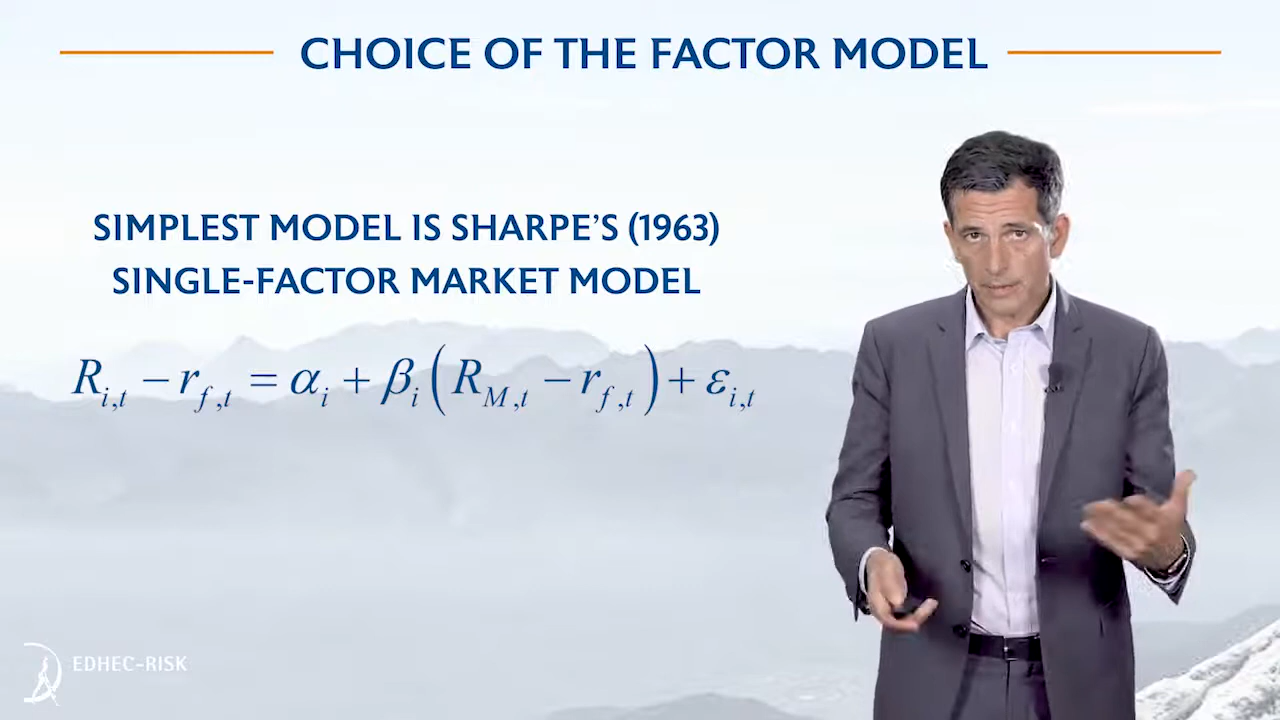 CHOICE OF THE FACTOR MODEL
SIMPLEST MODEL IS SHARPE’S (1963)
SINGLE-FACTOR MARKET MODEL
R_{i,t} − r_{f,t} = α_i + β_i (R_{M,t} − r_{f,t}) + ε_{i,t}
EDHEC-RISK